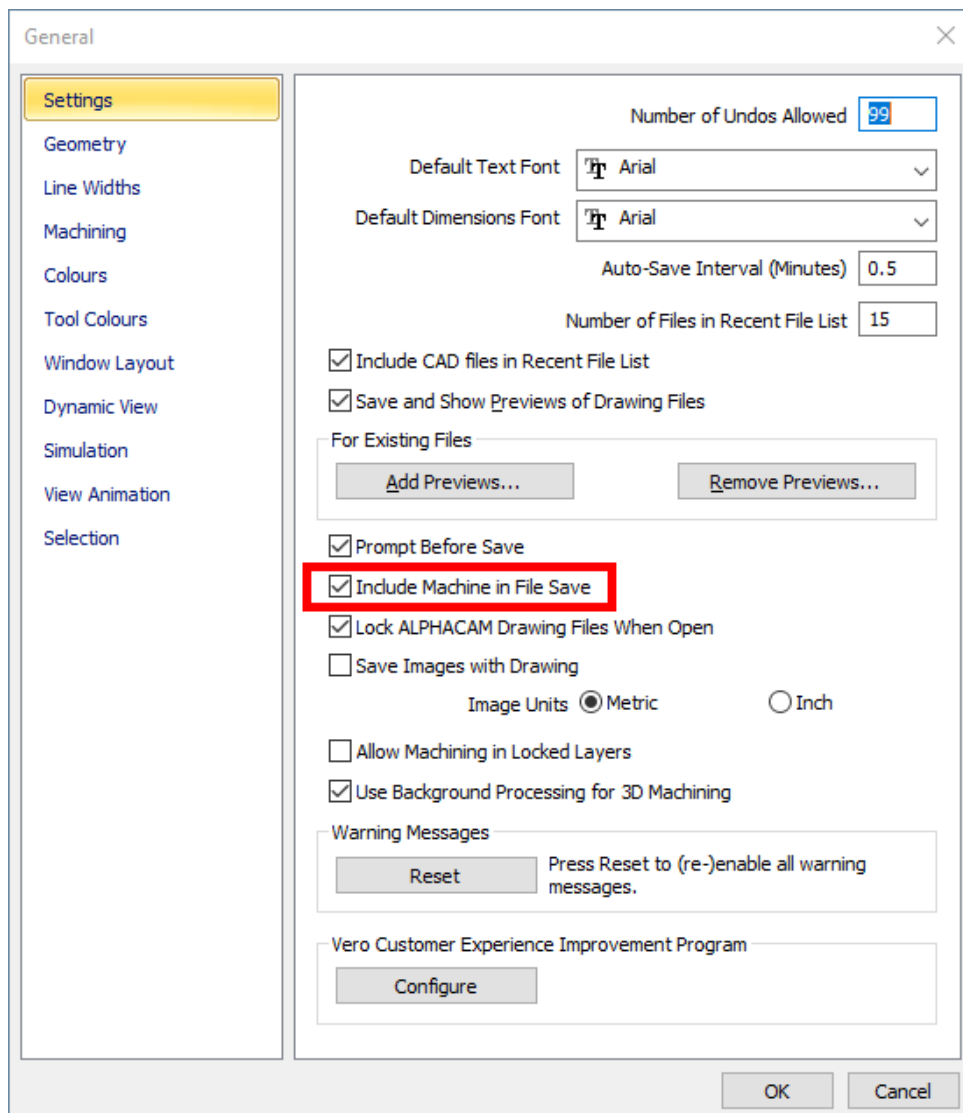 General
Settings
Geometry
Line Widths
Machining
Colours
Tool Colours
Window Layout
Dynamic View
Simulation
View Animation
Selection
Number of Undos Allowed 99
Default Text Font Arial
Default Dimensions Font Arial
Auto-Save Interval (Minutes) 0.5
Number of Files in Recent File List 15
Include CAD files in Recent File List
Save and Show Previews of Drawing Files
For Existing Files
Add Previews... Remove Previews...
Prompt Before Save
Include Machine in File Save
Lock ALPHACAM Drawing Files When Open
Save Images with Drawing
Image Units Metric Inch
Allow Machining in Locked Layers
Use Background Processing for 3D Machining
Warning Messages
Reset Press Reset to (re-)enable all warning
messages.
Vero Customer Experience Improvement Program
Configure
OK Cancel